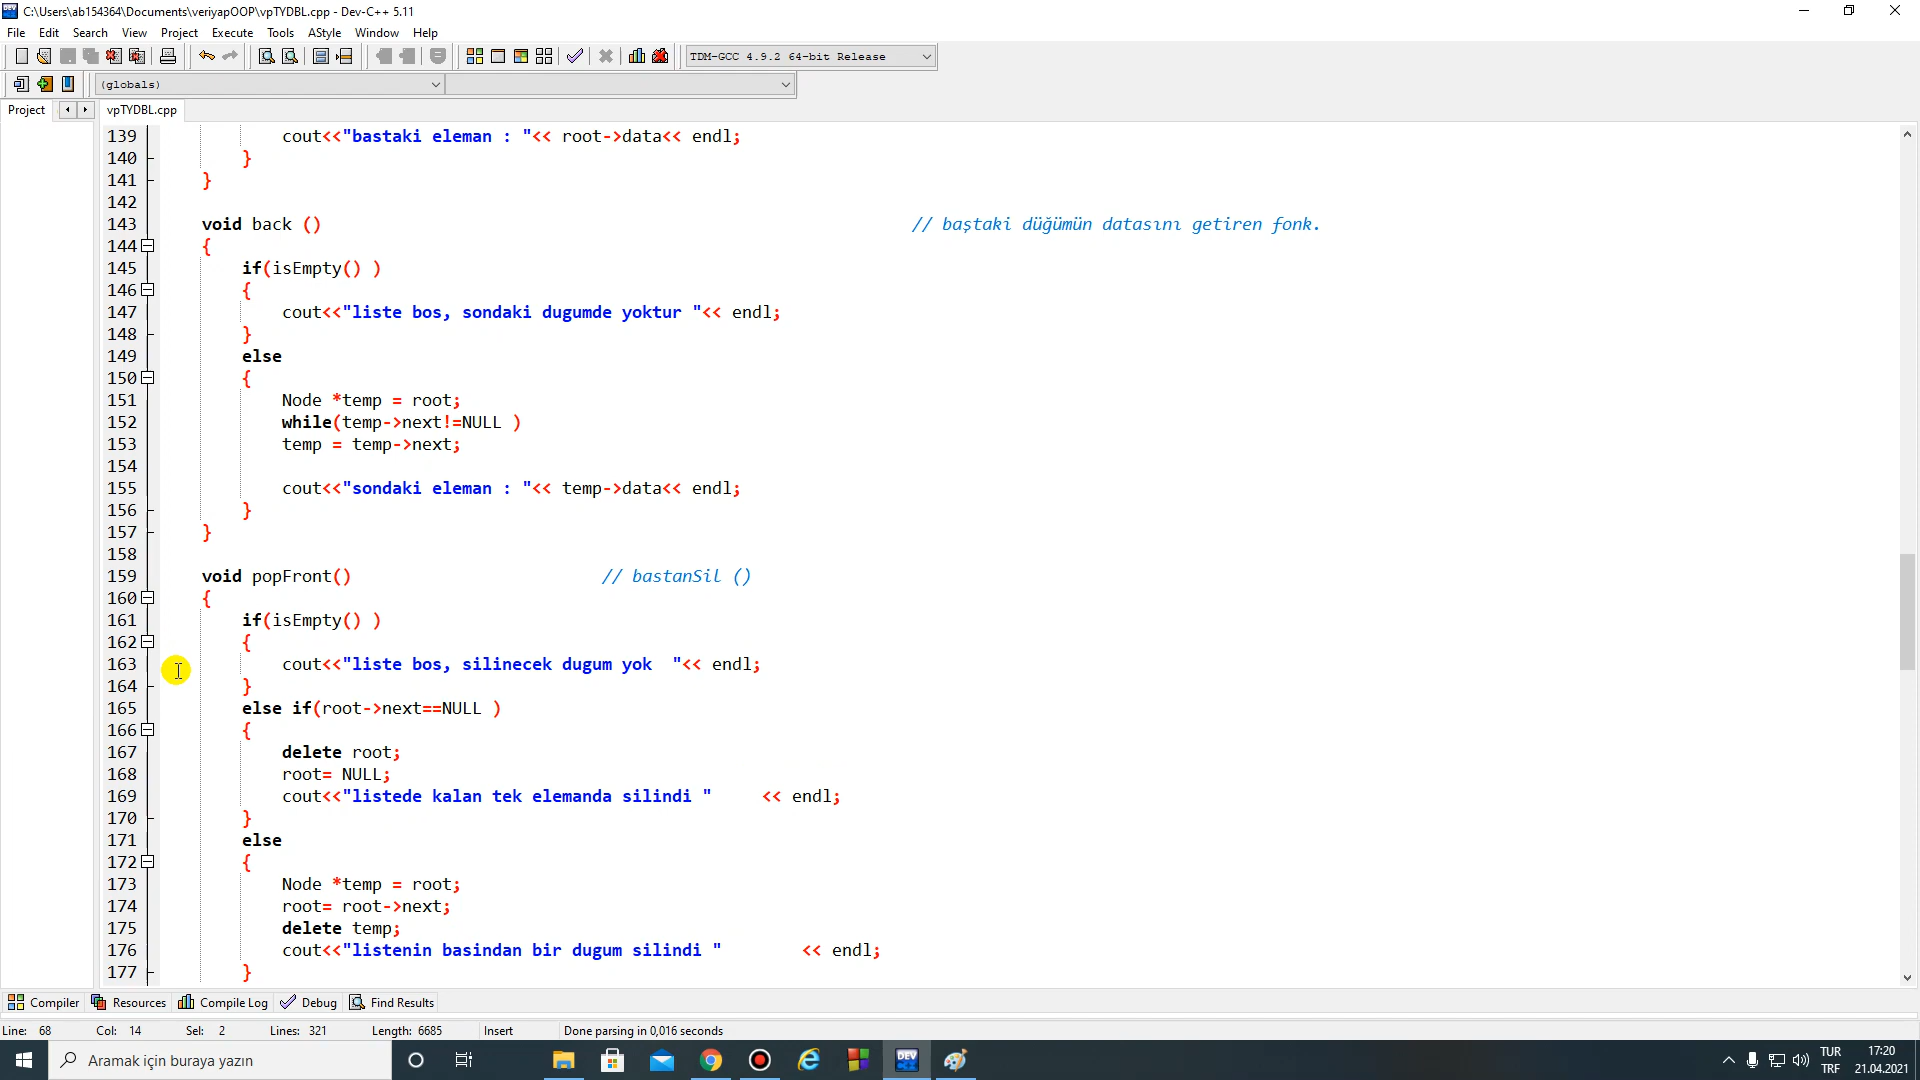 C:\Users\ab154364\Documents\veriyapOOP\vpTYDBL.cpp - Dev-C++ 5.11
File Edit Search View Project Execute Tools AStyle Window Help
TDM-GCC 4.9.2 64-bit Release
(globals)
Project vpTYDBL.cpp
139 cout<<"bastaki eleman : "<< root->data<< endl;
140 }
141 }
142
143 void back () // baştaki düğümün datasını getiren fonk.
144 {
145 if(isEmpty() )
146 {
147 cout<<"liste bos, sondaki dugumde yoktur "<< endl;
148 }
149 else
150 {
151 Node *temp = root;
152 while(temp->next!=NULL )
153 temp = temp->next;
154
155 cout<<"sondaki eleman : "<< temp->data<< endl;
156 }
157 }
158
159 void popFront() // bastanSil ()
160 {
161 if(isEmpty() )
162 {
163 cout<<"liste bos, silinecek dugum yok  "<< endl;
164 }
165 else if(root->next==NULL )
166 {
167 delete root;
168 root= NULL;
169 cout<<"listede kalan tek elemanda silindi " << endl;
170 }
171 else
172 {
173 Node *temp = root;
174 root= root->next;
175 delete temp;
176 cout<<"listenin basindan bir dugum silindi " << endl;
177 }
Compiler Resources Compile Log Debug Find Results
Line: 68 Col: 14 Sel: 2 Lines: 321 Length: 6685 Insert Done parsing in 0,016 seconds
Aramak için buraya yazın
DEV
TUR 17:20
TRF 21.04.2021